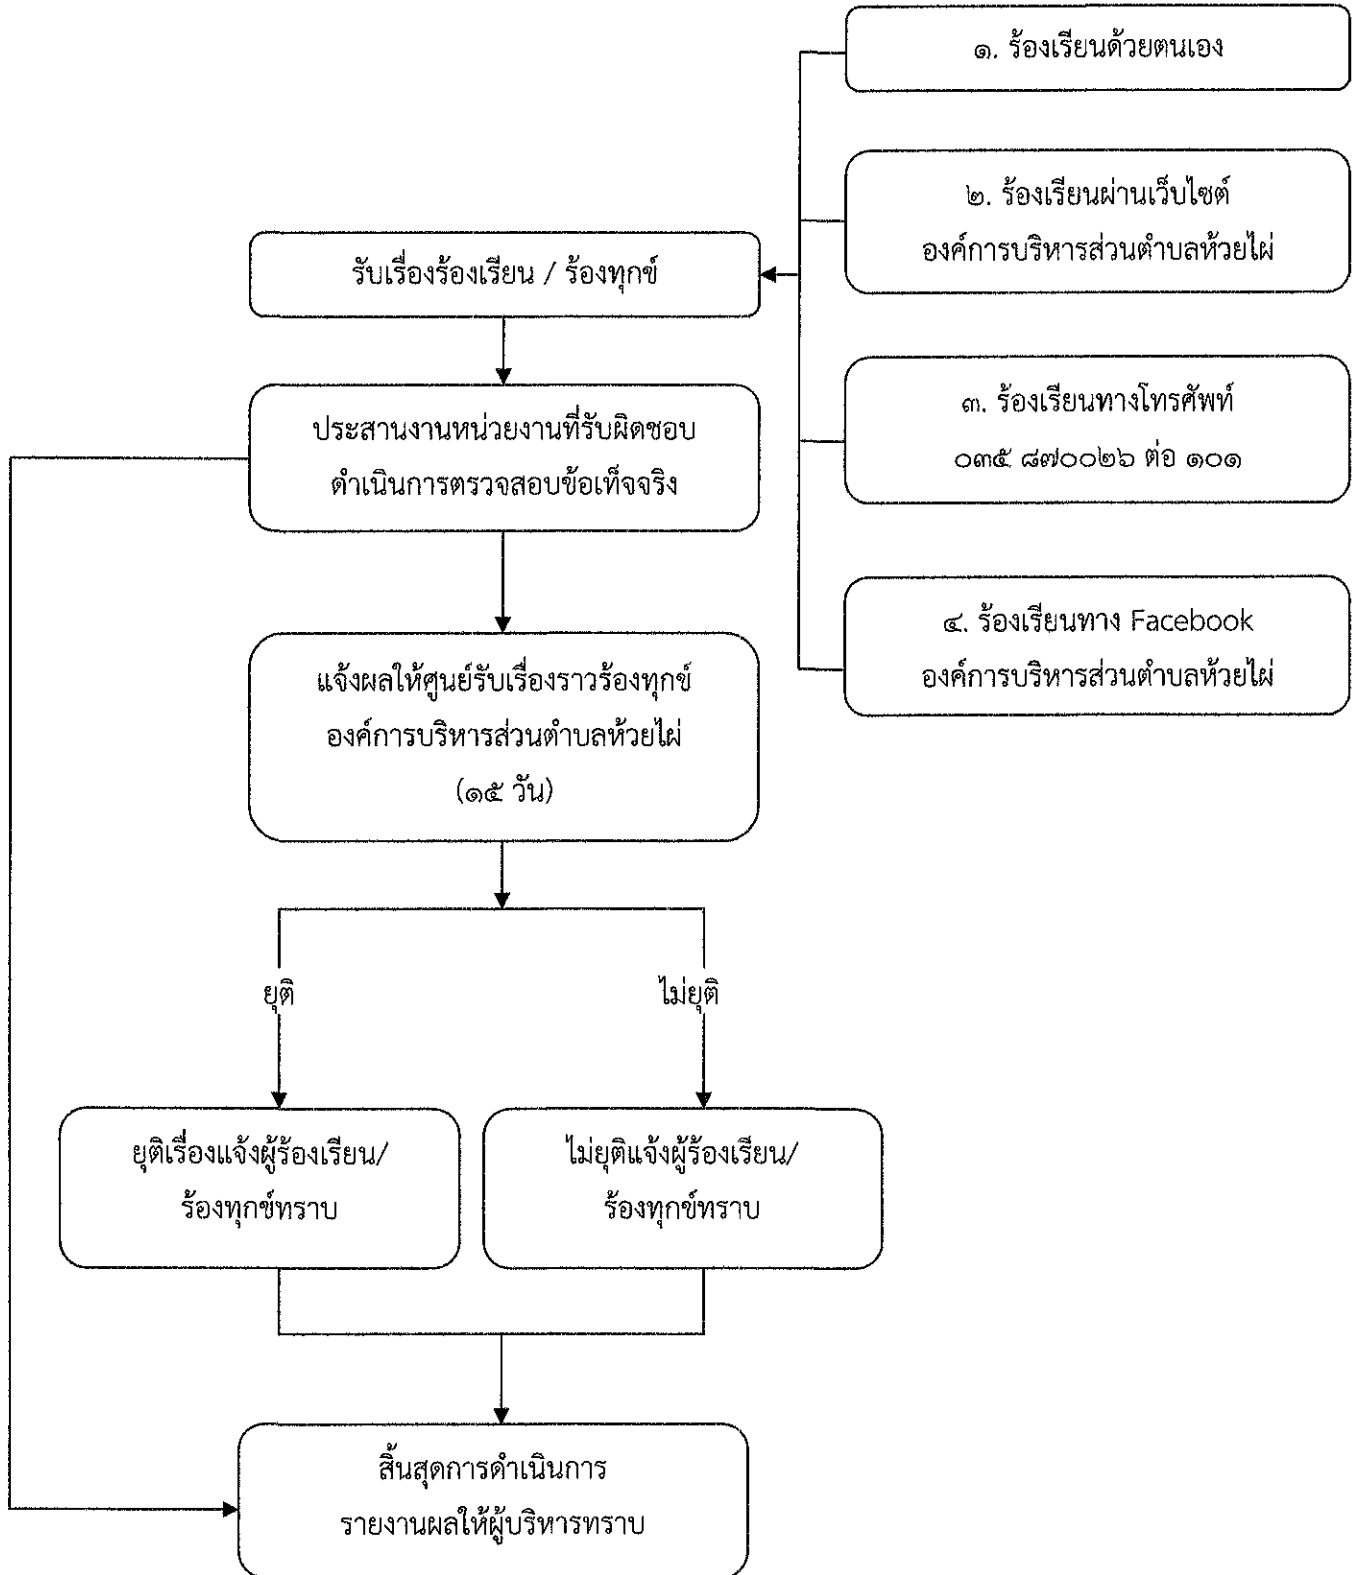 ๑. ร้องเรียนด้วยตนเอง
๒. ร้องเรียนผ่านเว็บไซต์
องค์การบริหารส่วนตำบลห้วยไผ่
รับเรื่องร้องเรียน / ร้องทุกข์
๓. ร้องเรียนทางโทรศัพท์
๐๓๕ ๘๗๐๐๒๖ ต่อ ๑๐๑
ประสานงานหน่วยงานที่รับผิดชอบ
ดำเนินการตรวจสอบข้อเท็จจริง
๔. ร้องเรียนทาง Facebook
องค์การบริหารส่วนตำบลห้วยไผ่
แจ้งผลให้ศูนย์รับเรื่องราวร้องทุกข์
องค์การบริหารส่วนตำบลห้วยไผ่
(๑๕ วัน)
ยุติ
ไม่ยุติ
ยุติเรื่องแจ้งผู้ร้องเรียน/
ร้องทุกข์ทราบ
ไม่ยุติแจ้งผู้ร้องเรียน/
ร้องทุกข์ทราบ
สิ้นสุดการดำเนินการ
รายงานผลให้ผู้บริหารทราบ